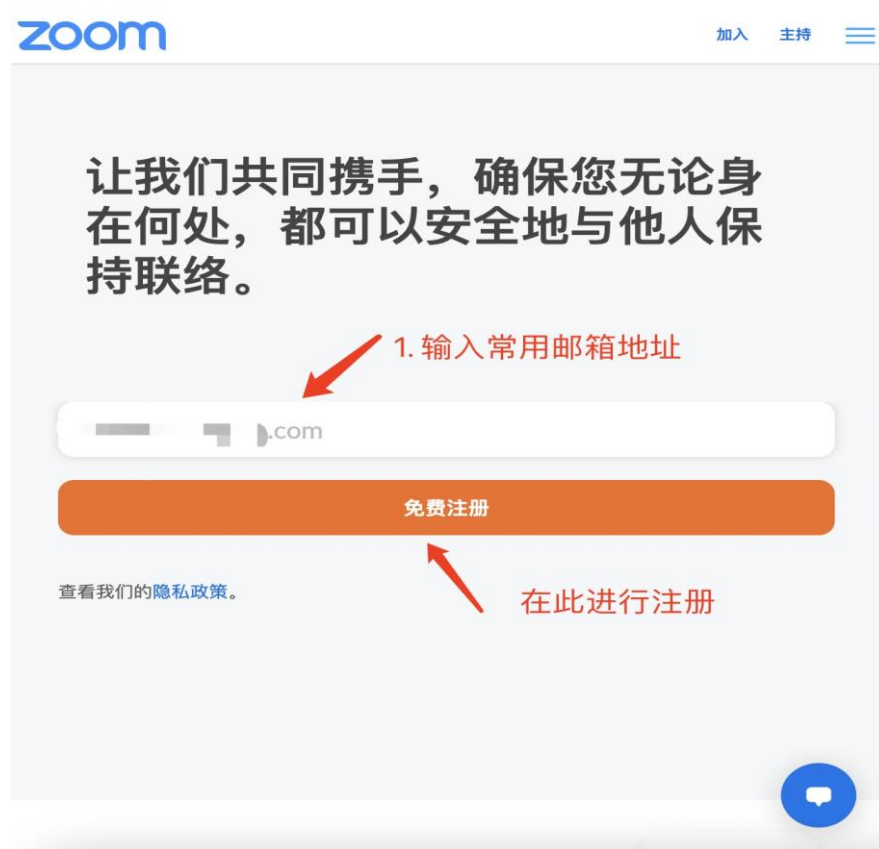 zoom
加入 主持
让我们共同携手，确保您无论身
在何处，都可以安全地与他人保
持联络。
1. 输入常用邮箱地址
.com
免费注册
查看我们的隐私政策。
在此进行注册